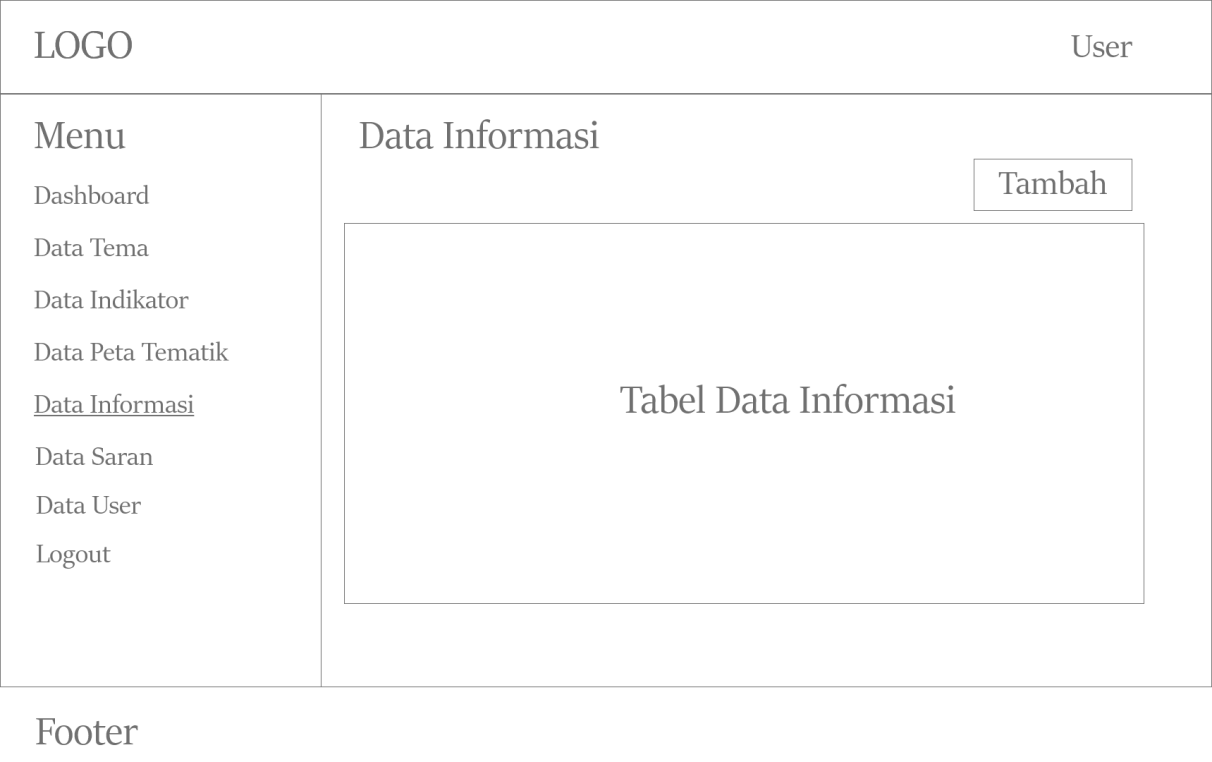 LOGO
User
Menu
Dashboard
Data Tema
Data Indikator
Data Peta Tematik
Data Informasi
Data Saran
Data User
Logout
Data Informasi
Tambah
Tabel Data Informasi
Footer